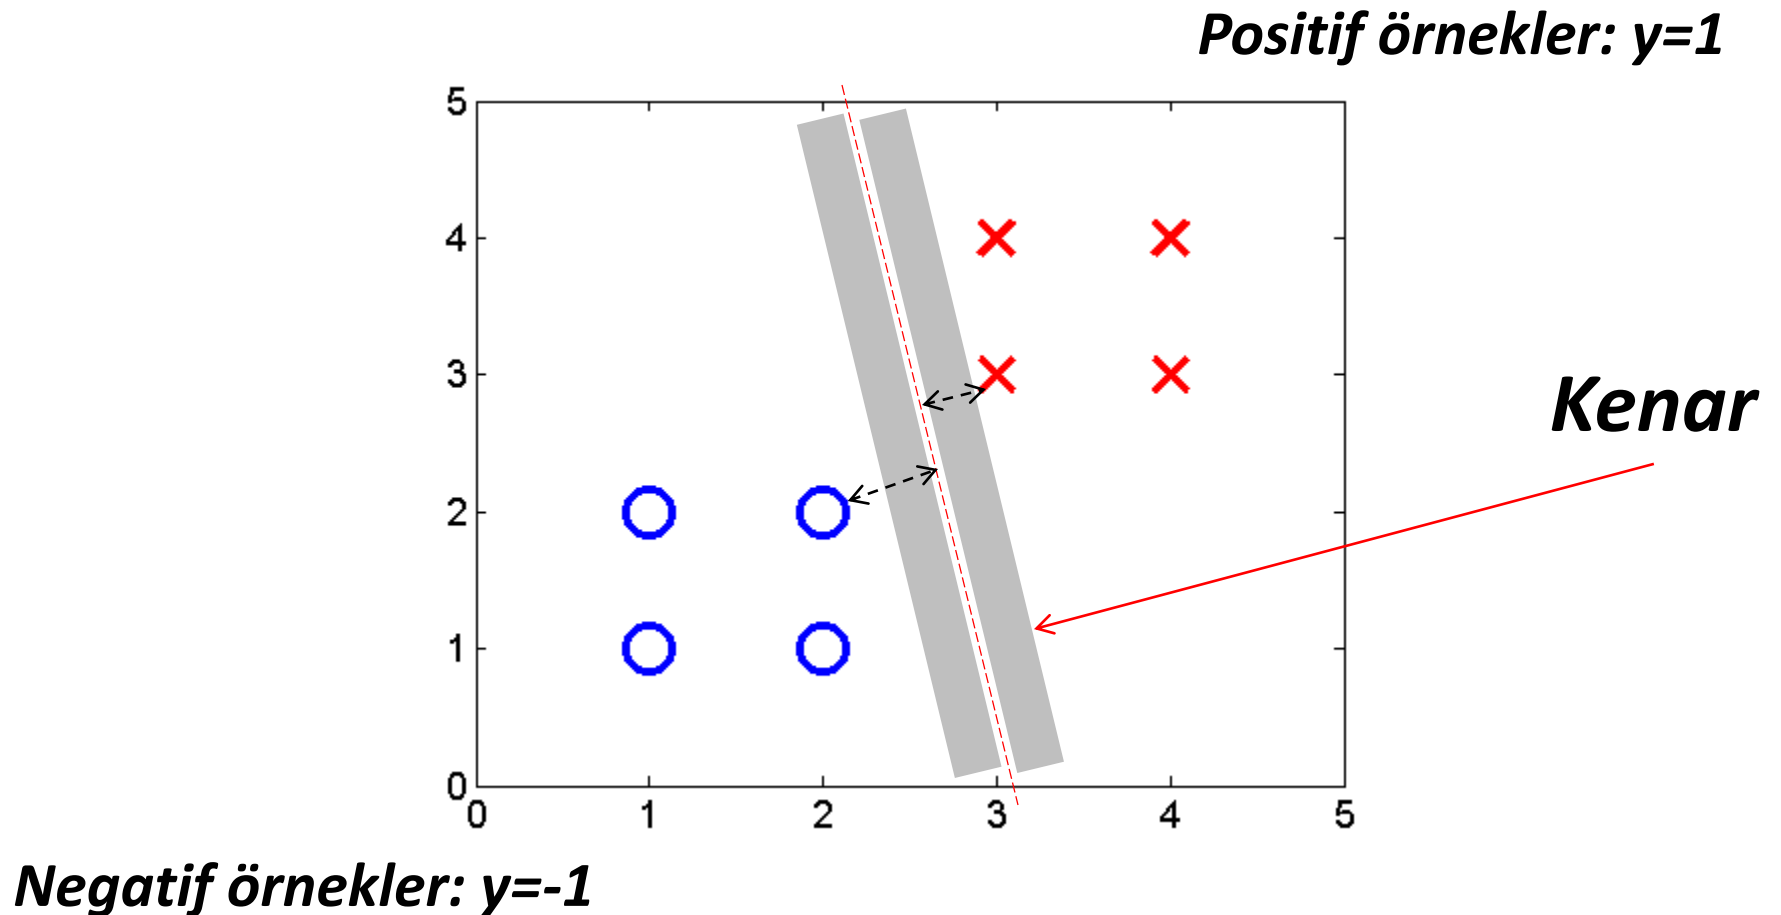 Positif örnekler: y=1
5
4
3
2
1
0
0 1 2 3 4 5
Kenar
Negatif örnekler: y=-1